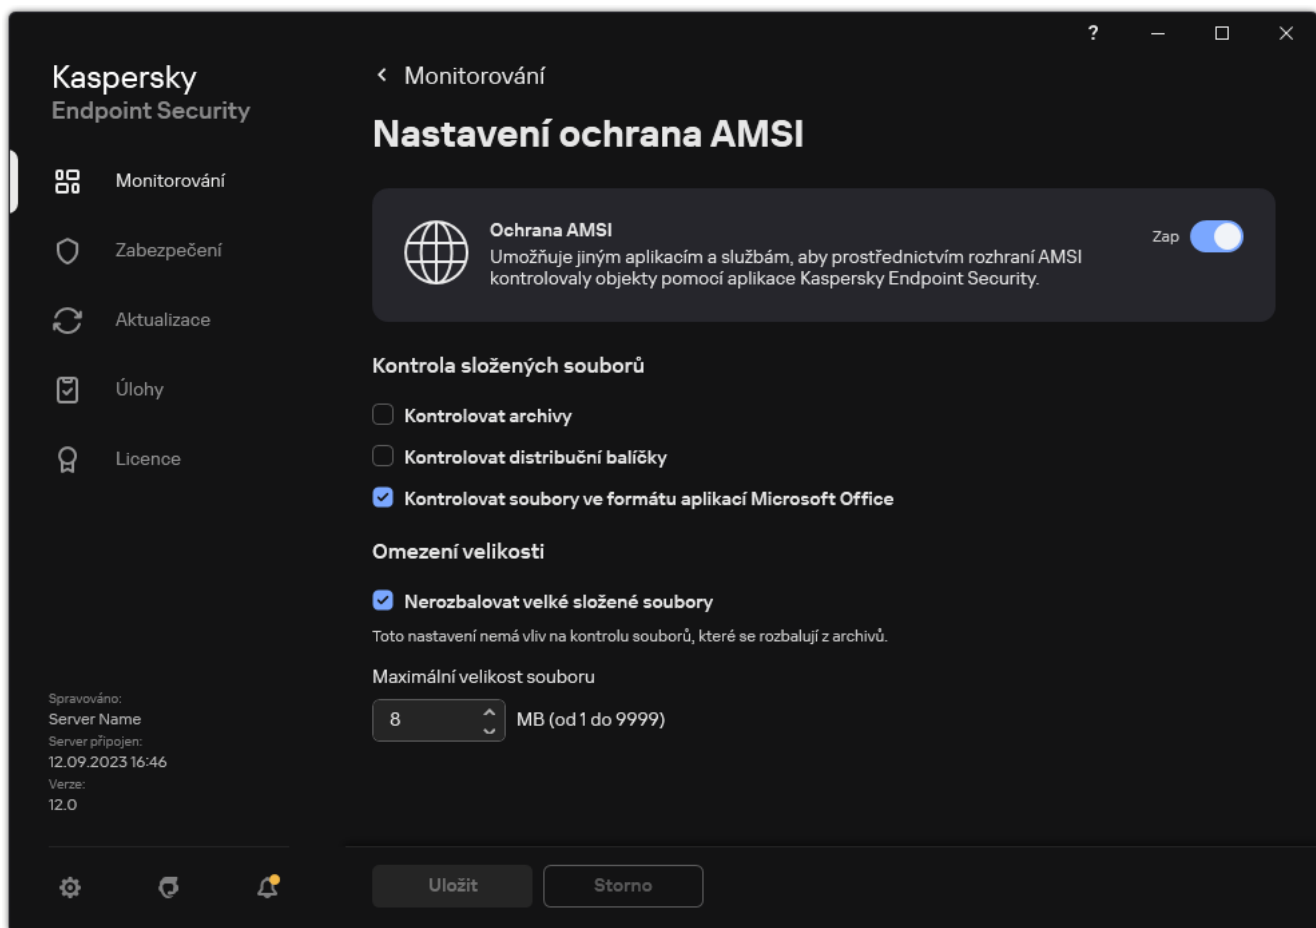 ?
Kaspersky
Endpoint Security
Monitorování
Zabezpečení
Aktualizace
Úlohy
Licence
Spravováno:
Server Name
Server připojen:
12.09.2023 16:46
Verze:
12.0
Monitorování
Nastavení ochrana AMSI
Ochrana AMSI
Umožňuje jiným aplikacím a službám, aby prostřednictvím rozhraní AMSI
kontrolovaly objekty pomocí aplikace Kaspersky Endpoint Security.
Zap
Kontrola složených souborů
Kontrolovat archivy
Kontrolovat distribuční balíčky
Kontrolovat soubory ve formátu aplikací Microsoft Office
Omezení velikosti
Nerozbalovat velké složené soubory
Toto nastavení nemá vliv na kontrolu souborů, které se rozbalují z archivů.
Maximální velikost souboru
8 MB (od 1 do 9999)
Uložit
Storno